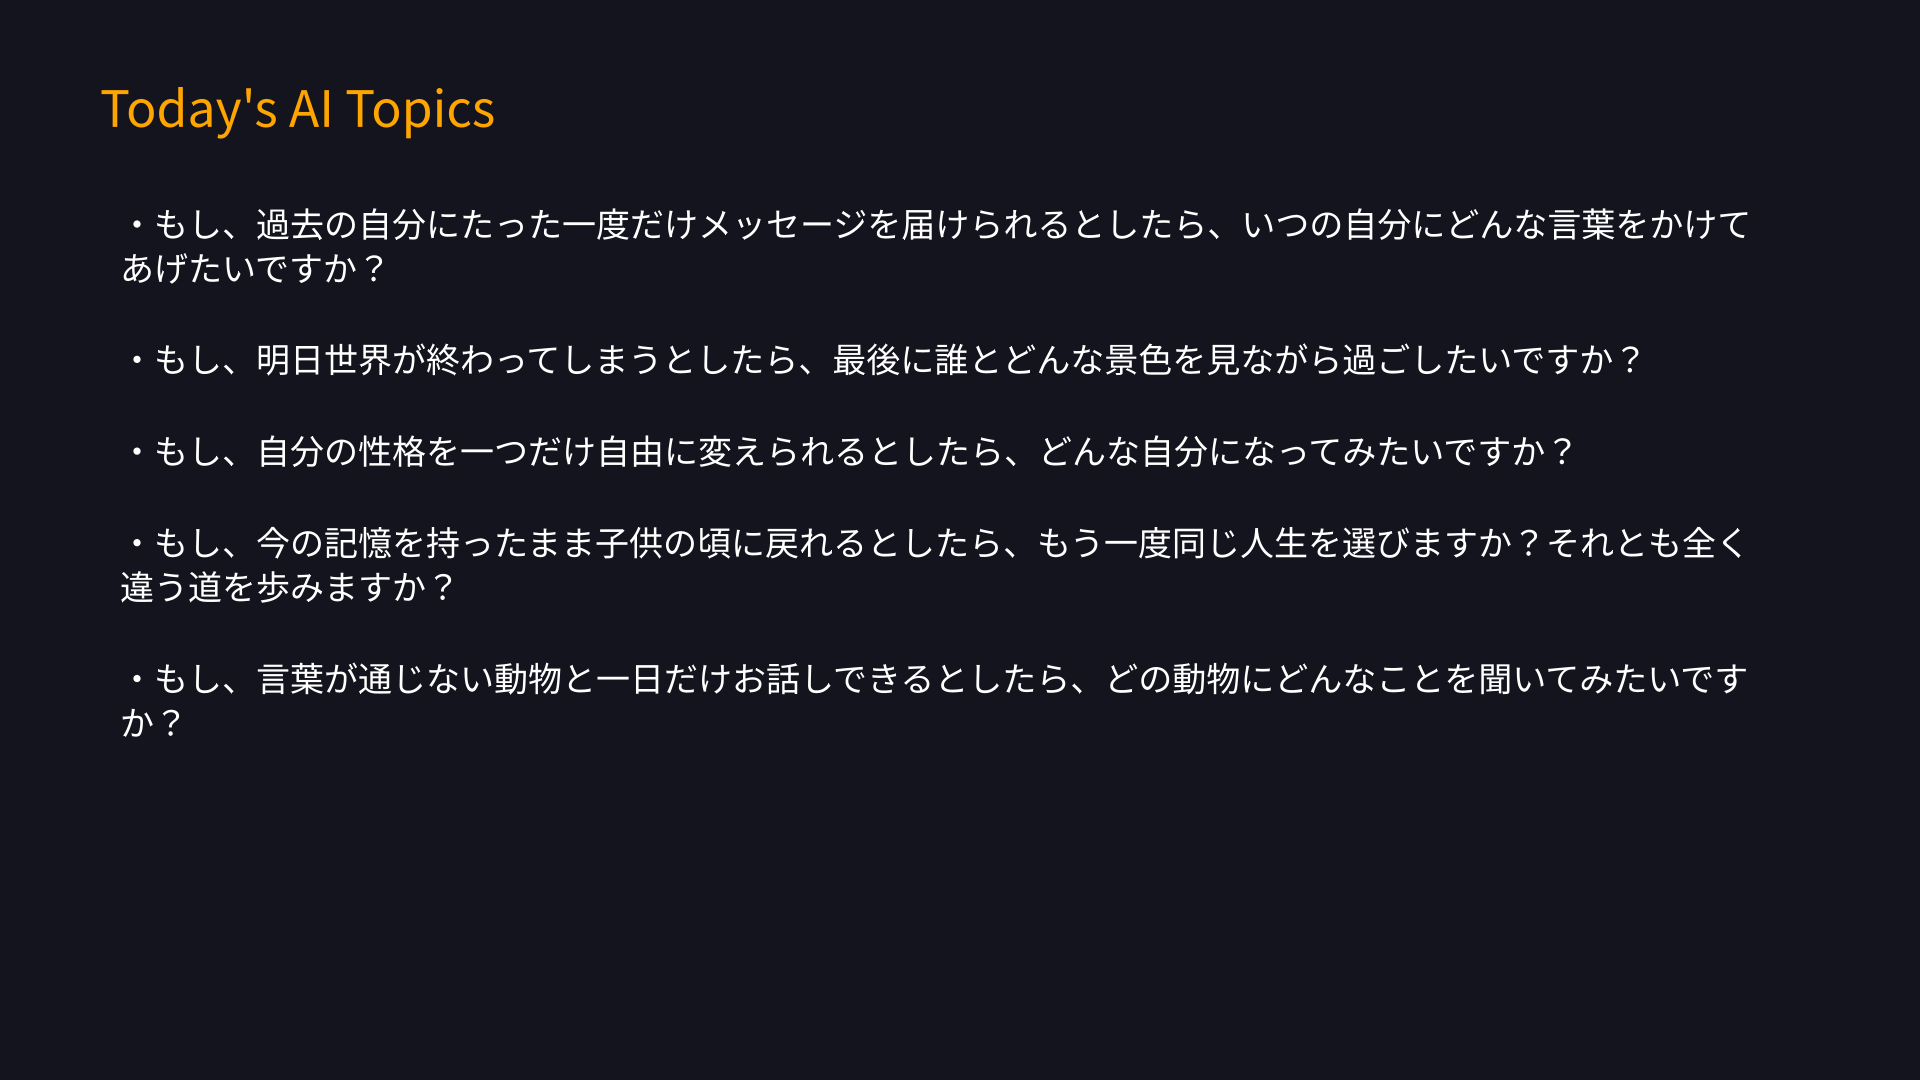 Today's AI Topics
・もし、過去の自分にたった一度だけメッセージを届けられるとしたら、いつの自分にどんな言葉をかけて
あげたいですか？
・もし、明日世界が終わってしまうとしたら、最後に誰とどんな景色を見ながら過ごしたいですか？
・もし、自分の性格を一つだけ自由に変えられるとしたら、どんな自分になってみたいですか？
・もし、今の記憶を持ったまま子供の頃に戻れるとしたら、もう一度同じ人生を選びますか？それとも全く
違う道を歩みますか？
・もし、言葉が通じない動物と一日だけお話しできるとしたら、どの動物にどんなことを聞いてみたいです
か？